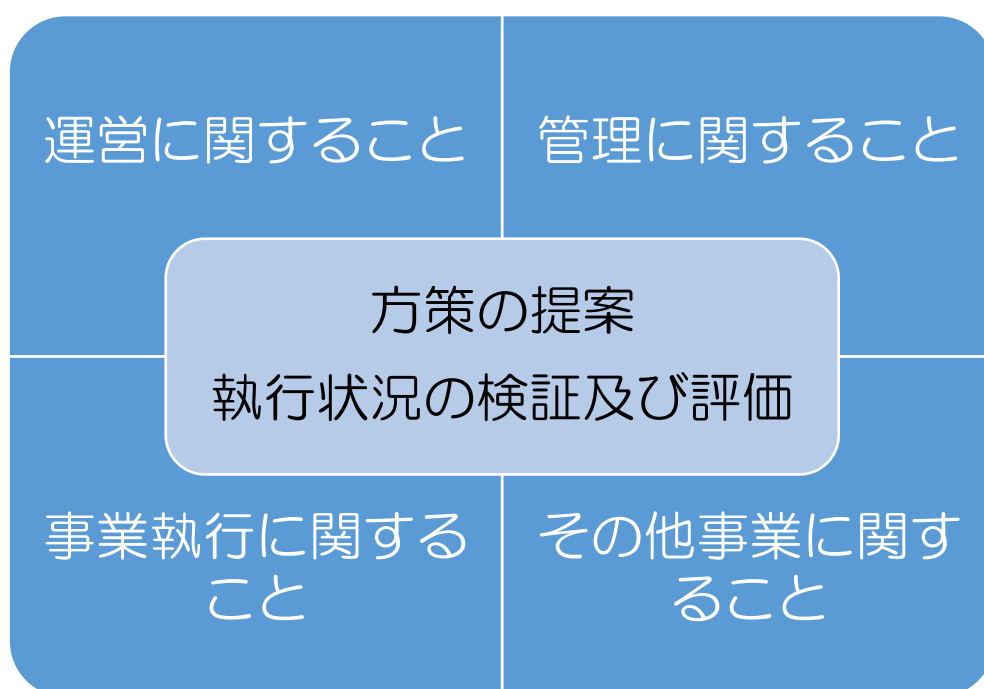 運営に関すること
管理に関すること
方策の提案
執行状況の検証及び評価
事業執行に関する
こと
その他事業に関す
ること